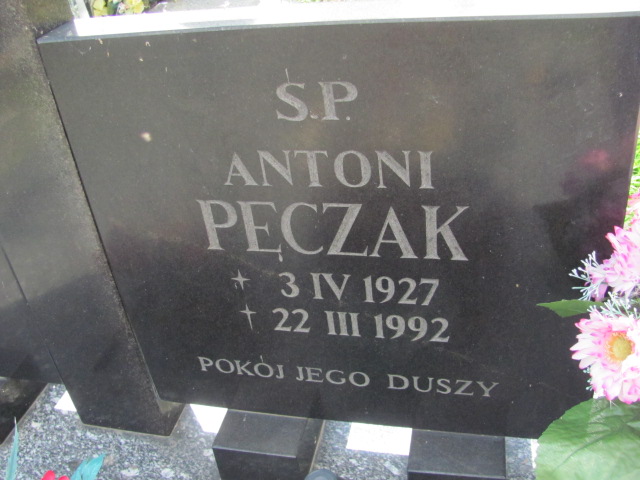 Ś.P.
ANTONI
PĘCZAK
* 3 IV 1927
† 22 III 1992
POKÓJ JEGO DUSZY